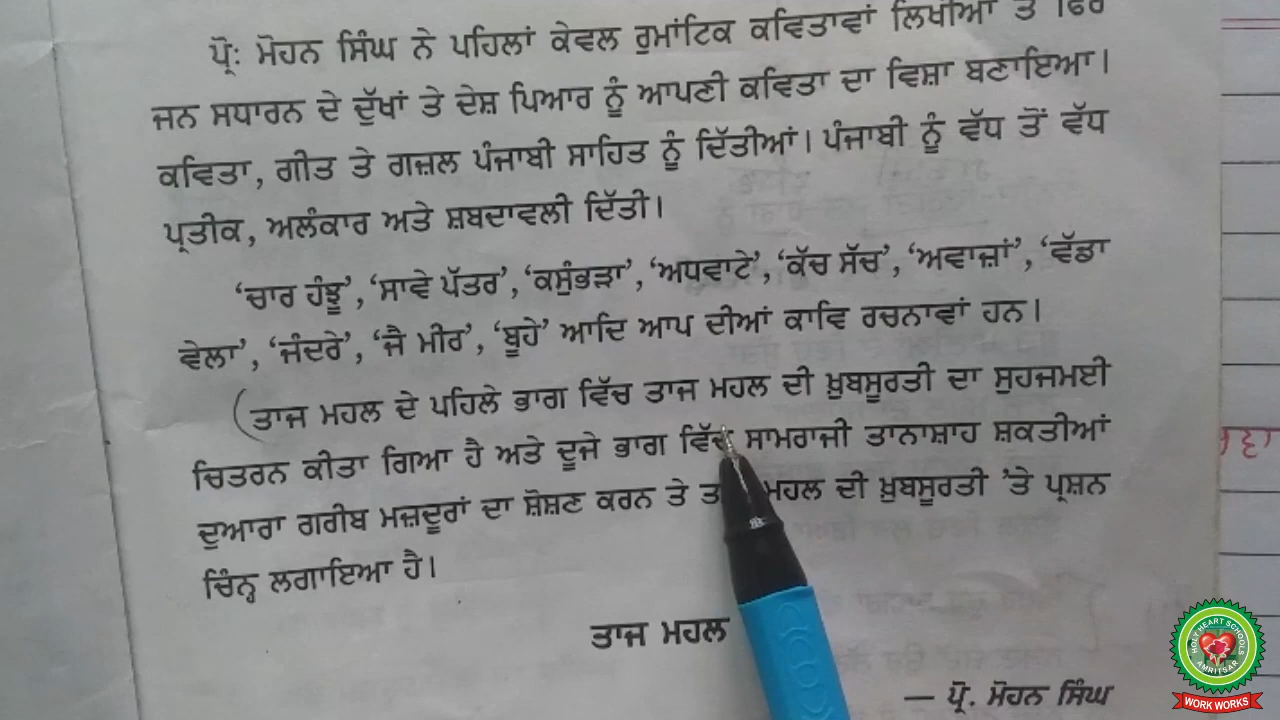 ਪ੍ਰੋ: ਮੋਹਨ ਸਿੰਘ ਨੇ ਪਹਿਲਾਂ ਕੇਵਲ ਰੁਮਾਂਟਿਕ ਕਵਿਤਾਵਾਂ ਲਿਖੀਆਂ ਤੇ ਫਿਰ
ਜਨ ਸਧਾਰਨ ਦੇ ਦੁੱਖਾਂ ਤੇ ਦੇਸ਼ ਪਿਆਰ ਨੂੰ ਆਪਣੀ ਕਵਿਤਾ ਦਾ ਵਿਸ਼ਾ ਬਣਾਇਆ।
ਕਵਿਤਾ, ਗੀਤ ਤੇ ਗਜ਼ਲ ਪੰਜਾਬੀ ਸਾਹਿਤ ਨੂੰ ਦਿੱਤੀਆਂ। ਪੰਜਾਬੀ ਨੂੰ ਵੱਧ ਤੋਂ ਵੱਧ
ਪ੍ਰਤੀਕ, ਅਲੰਕਾਰ ਅਤੇ ਸ਼ਬਦਾਵਲੀ ਦਿੱਤੀ।
‘ਚਾਰ ਹੰਝੂ’, ‘ਸਾਵੇ ਪੱਤਰ’, ‘ਕਸੁੰਭੜਾ’, ‘ਅਧਵਾਟੇ’, ‘ਕੱਚ ਸੱਚ’, ‘ਅਵਾਜ਼ਾਂ’, ‘ਵੱਡਾ
ਵੇਲਾ’, ‘ਜੰਦਰੇ’, ‘ਜੈ ਮੀਰ’, ‘ਬੂਹੇ’ ਆਦਿ ਆਪ ਦੀਆਂ ਕਾਵਿ ਰਚਨਾਵਾਂ ਹਨ।
(ਤਾਜ ਮਹਲ ਦੇ ਪਹਿਲੇ ਭਾਗ ਵਿੱਚ ਤਾਜ ਮਹਲ ਦੀ ਖ਼ੂਬਸੂਰਤੀ ਦਾ ਸੁਹਜਮਈ
ਚਿਤਰਨ ਕੀਤਾ ਗਿਆ ਹੈ ਅਤੇ ਦੂਜੇ ਭਾਗ ਵਿੱਚ ਸਾਮਰਾਜੀ ਤਾਨਾਸ਼ਾਹ ਸ਼ਕਤੀਆਂ
ਦੁਆਰਾ ਗਰੀਬ ਮਜ਼ਦੂਰਾਂ ਦਾ ਸ਼ੋਸ਼ਣ ਕਰਨ ਤੇ ਮਹਲ ਦੀ ਖ਼ੂਬਸੂਰਤੀ ’ਤੇ ਪ੍ਰਸ਼ਨ
ਚਿੰਨ੍ਹ ਲਗਾਇਆ ਹੈ।
ਤਾਜ ਮਹਲ
— ਪ੍ਰੋ. ਮੋਹਨ ਸਿੰਘ
HOLY HEART SCHOOLS
AMRITSAR
WORK WORKS